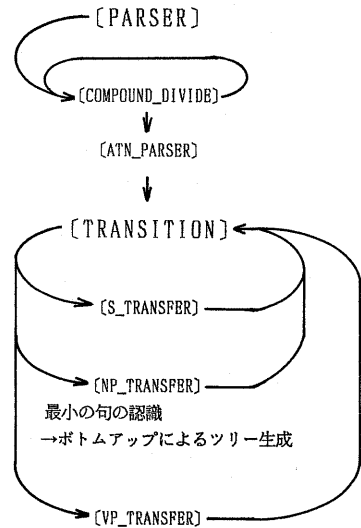 [PARSER]
[COMPOUND_DIVIDE]
[ATN_PARSER]
[TRANSITION]
[S_TRANSFER]
[NP_TRANSFER]
最小の句の認識
→ボトムアップによるツリー生成
[VP_TRANSFER]